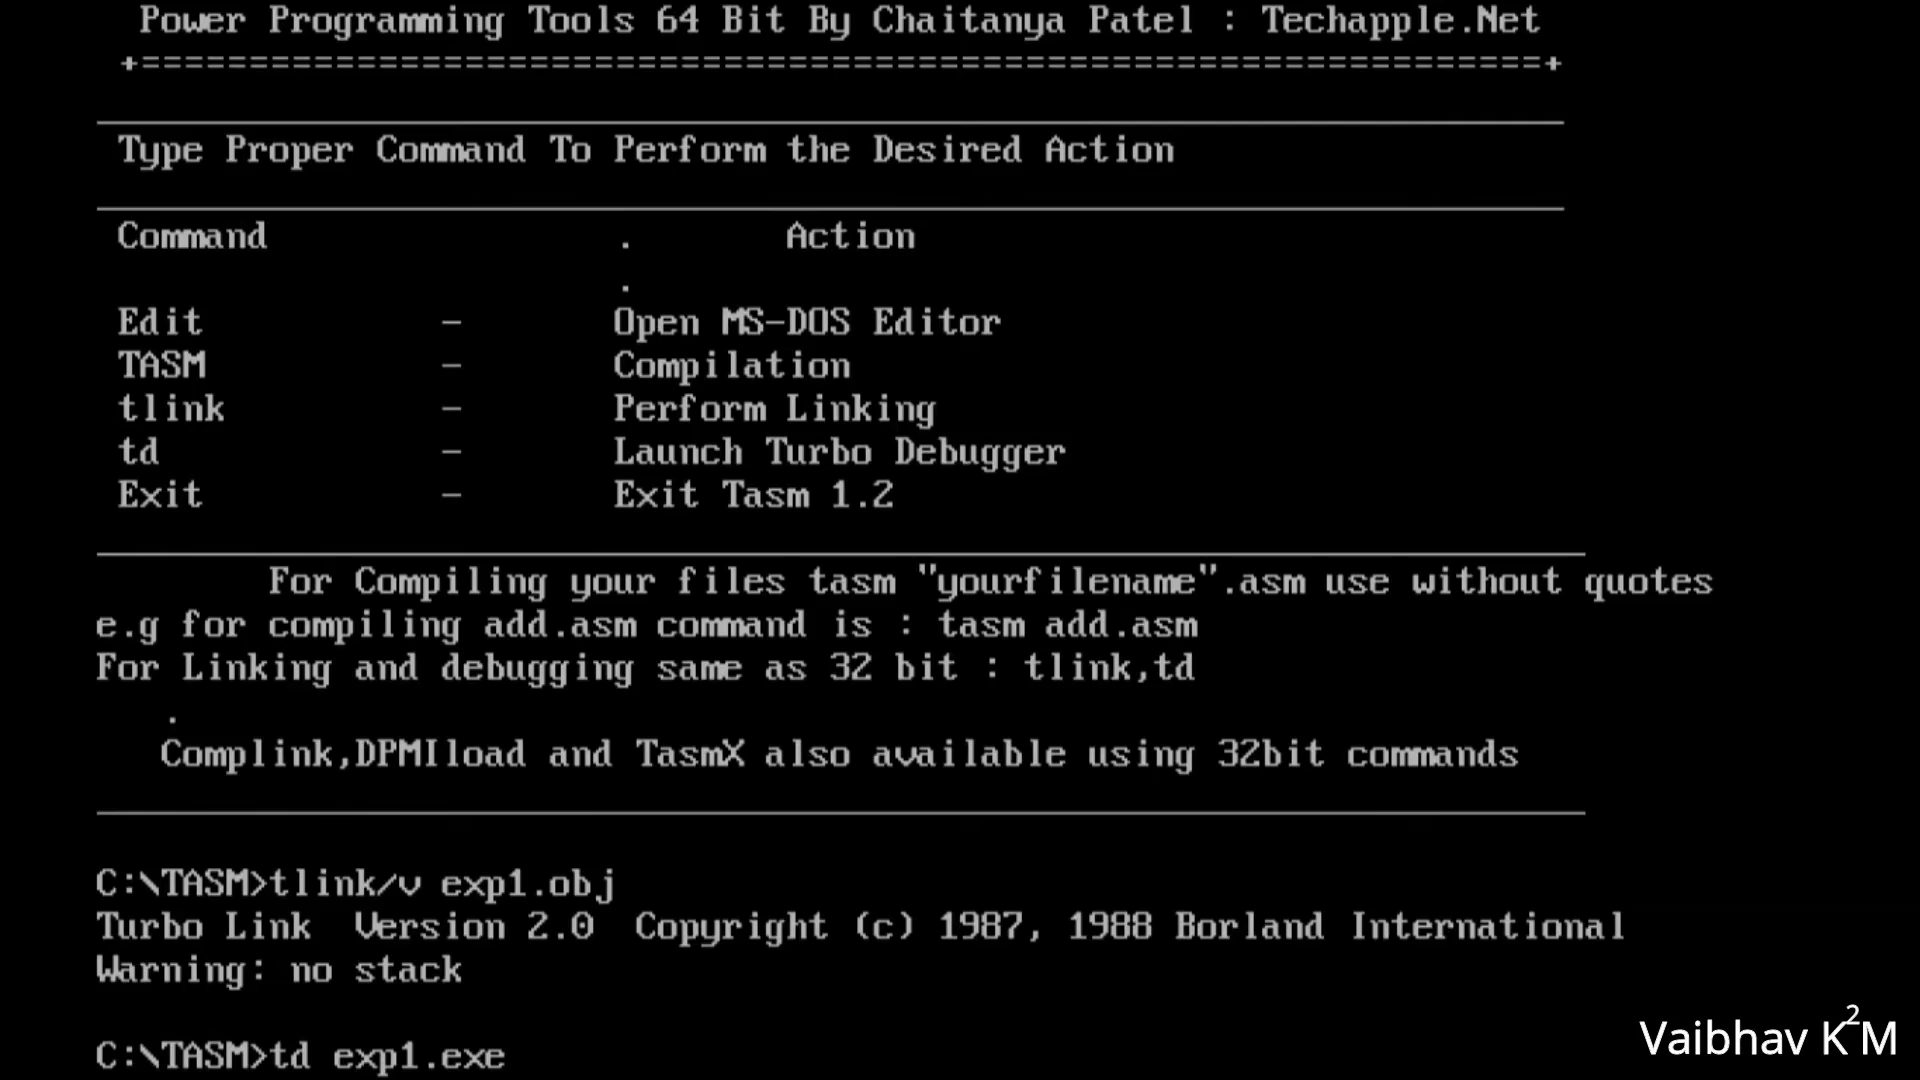 Power Programming Tools 64 Bit By Chaitanya Patel : Techapple.Net
+=================================================================+
Type Proper Command To Perform the Desired Action
Command . Action
.
Edit - Open MS-DOS Editor
TASM - Compilation
tlink - Perform Linking
td - Launch Turbo Debugger
Exit - Exit Tasm 1.2
For Compiling your files tasm "yourfilename".asm use without quotes
e.g for compiling add.asm command is : tasm add.asm
For Linking and debugging same as 32 bit : tlink,td
.
Complink,DPMIload and TasmX also available using 32bit commands
C:\TASM>tlink/v exp1.obj
Turbo Link  Version 2.0  Copyright (c) 1987, 1988 Borland International
Warning: no stack
C:\TASM>td exp1.exe
Vaibhav K²M